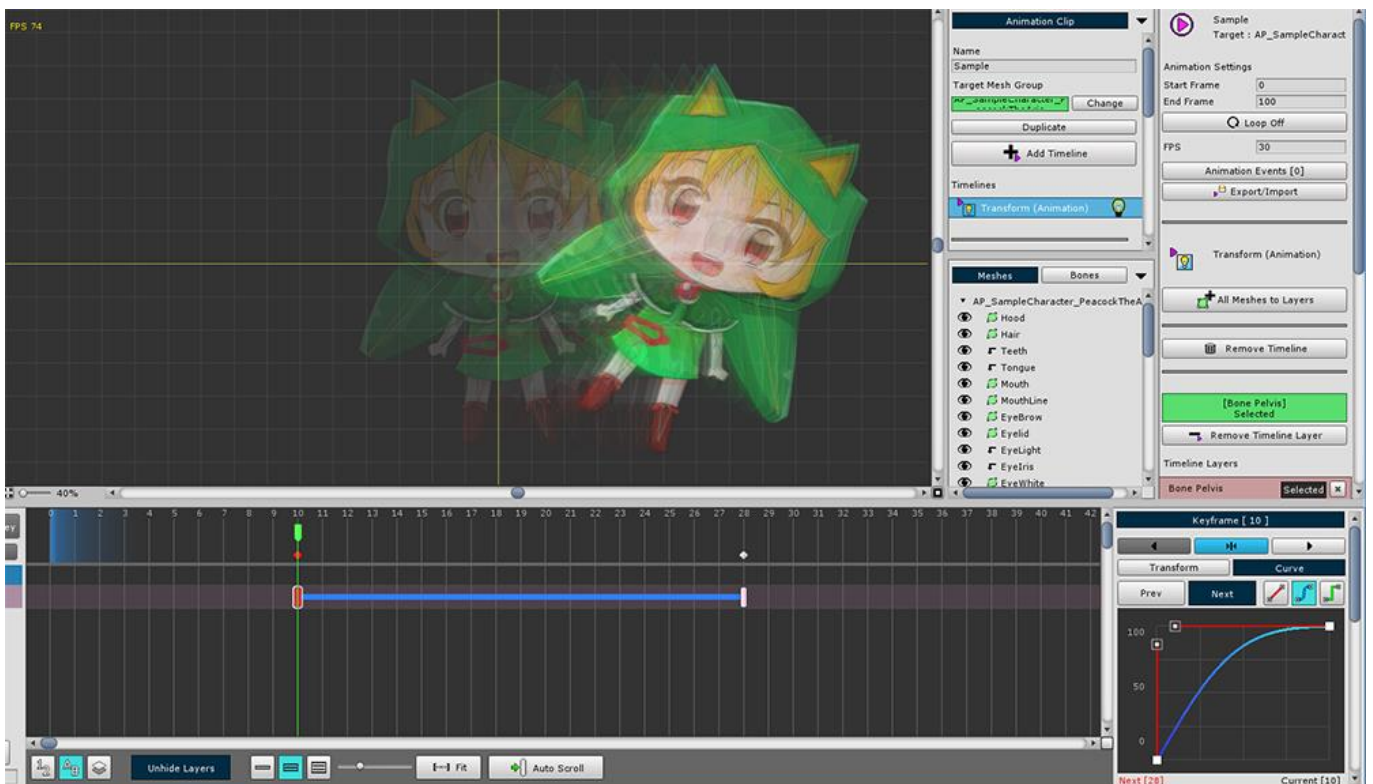 FPS 74
40%
Animation Clip
Name
Sample
Target Mesh Group
Change
Duplicate
Add Timeline
Timelines
Transform (Animation)
Meshes
Bones
AP_SampleCharacter_PeacockTheA
Hood
Hair
Teeth
Tongue
Mouth
MouthLine
EyeBrow
Eyelid
EyeLight
EyeIris
EyeWhite
Sample
Target : AP_SampleCharact
Animation Settings
Start Frame 0
End Frame 100
Loop Off
FPS 30
Animation Events [0]
Export/Import
Transform (Animation)
All Meshes to Layers
Remove Timeline
[Bone Pelvis]
Selected
Remove Timeline Layer
Timeline Layers
Bone Pelvis Selected
0 1 2 3 4 5 6 7 8 9 10 11 12 13 14 15 16 17 18 19 20 21 22 23 24 25 26 27 28 29 30 31 32 33 34 35 36 37 38 39 40 41 42
Unhide Layers
Fit
Auto Scroll
Keyframe [ 10 ]
Transform Curve
Prev Next
100
50
0
Next [28] Current [10]